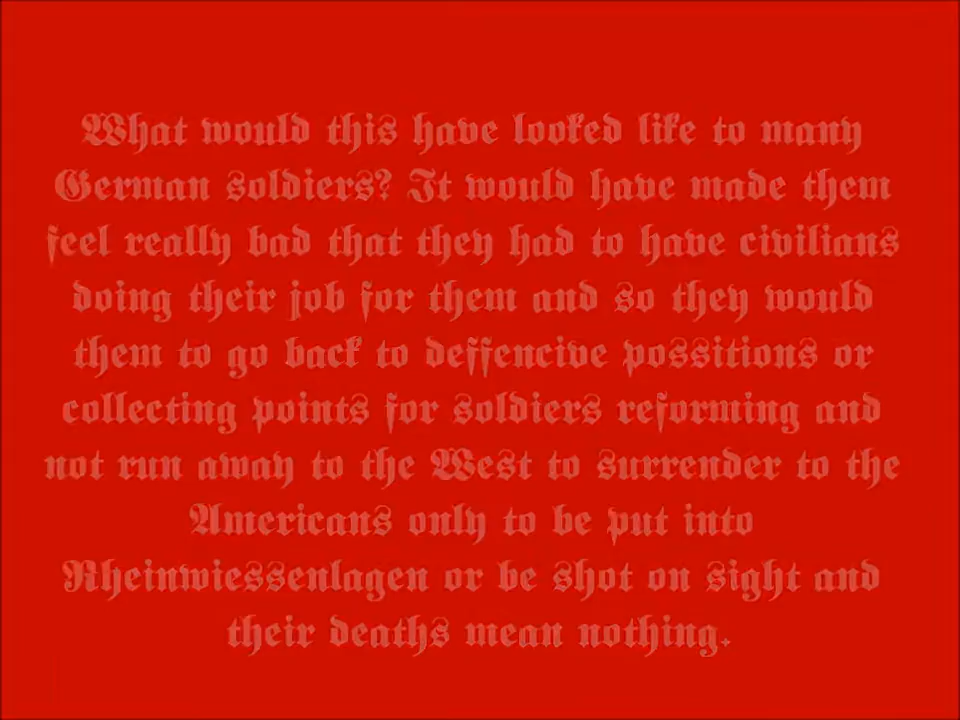 What would this have looked like to many
German soldiers? It would have made them
feel really bad that they had to have civilians
doing their job for them and so they would
them to go back to deffencive possitions or
collecting points for soldiers reforming and
not run away to the West to surrender to the
Americans only to be put into
Rheinwiessenlagen or be shot on sight and
their deaths mean nothing.